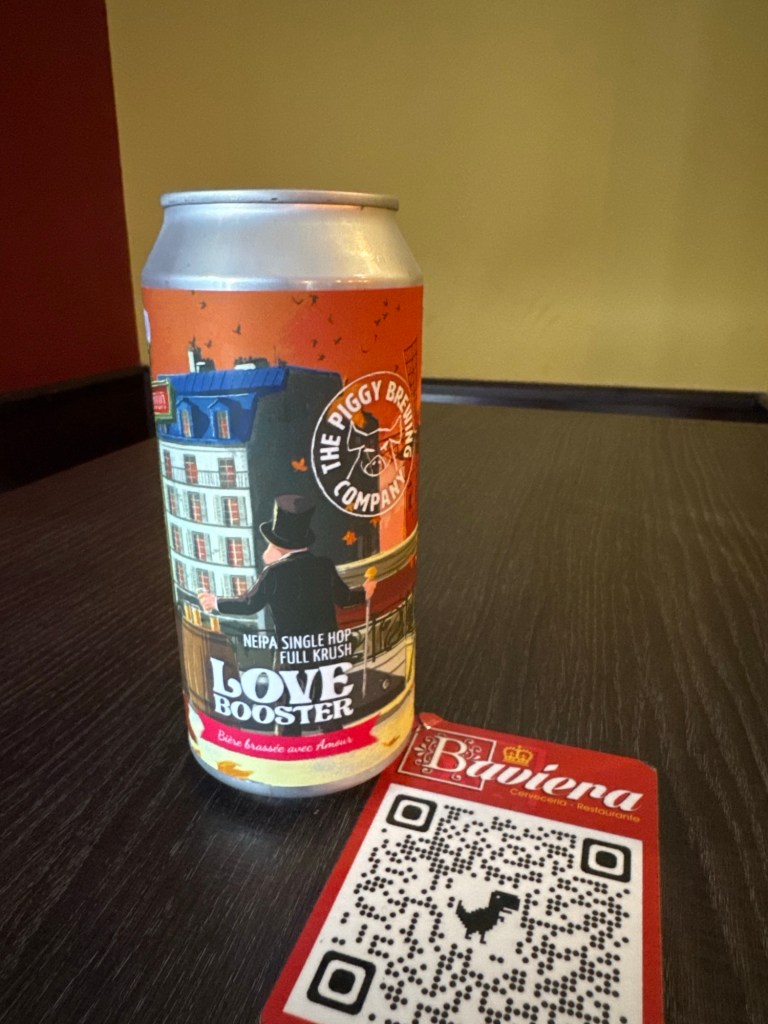 THE PIGGY BREWING
COMPANY
NEIPA SINGLE HOP
FULL KRUSH
LOVE
BOOSTER
Bière brassée avec Amour
Baviera
Cervecería - Restaurante